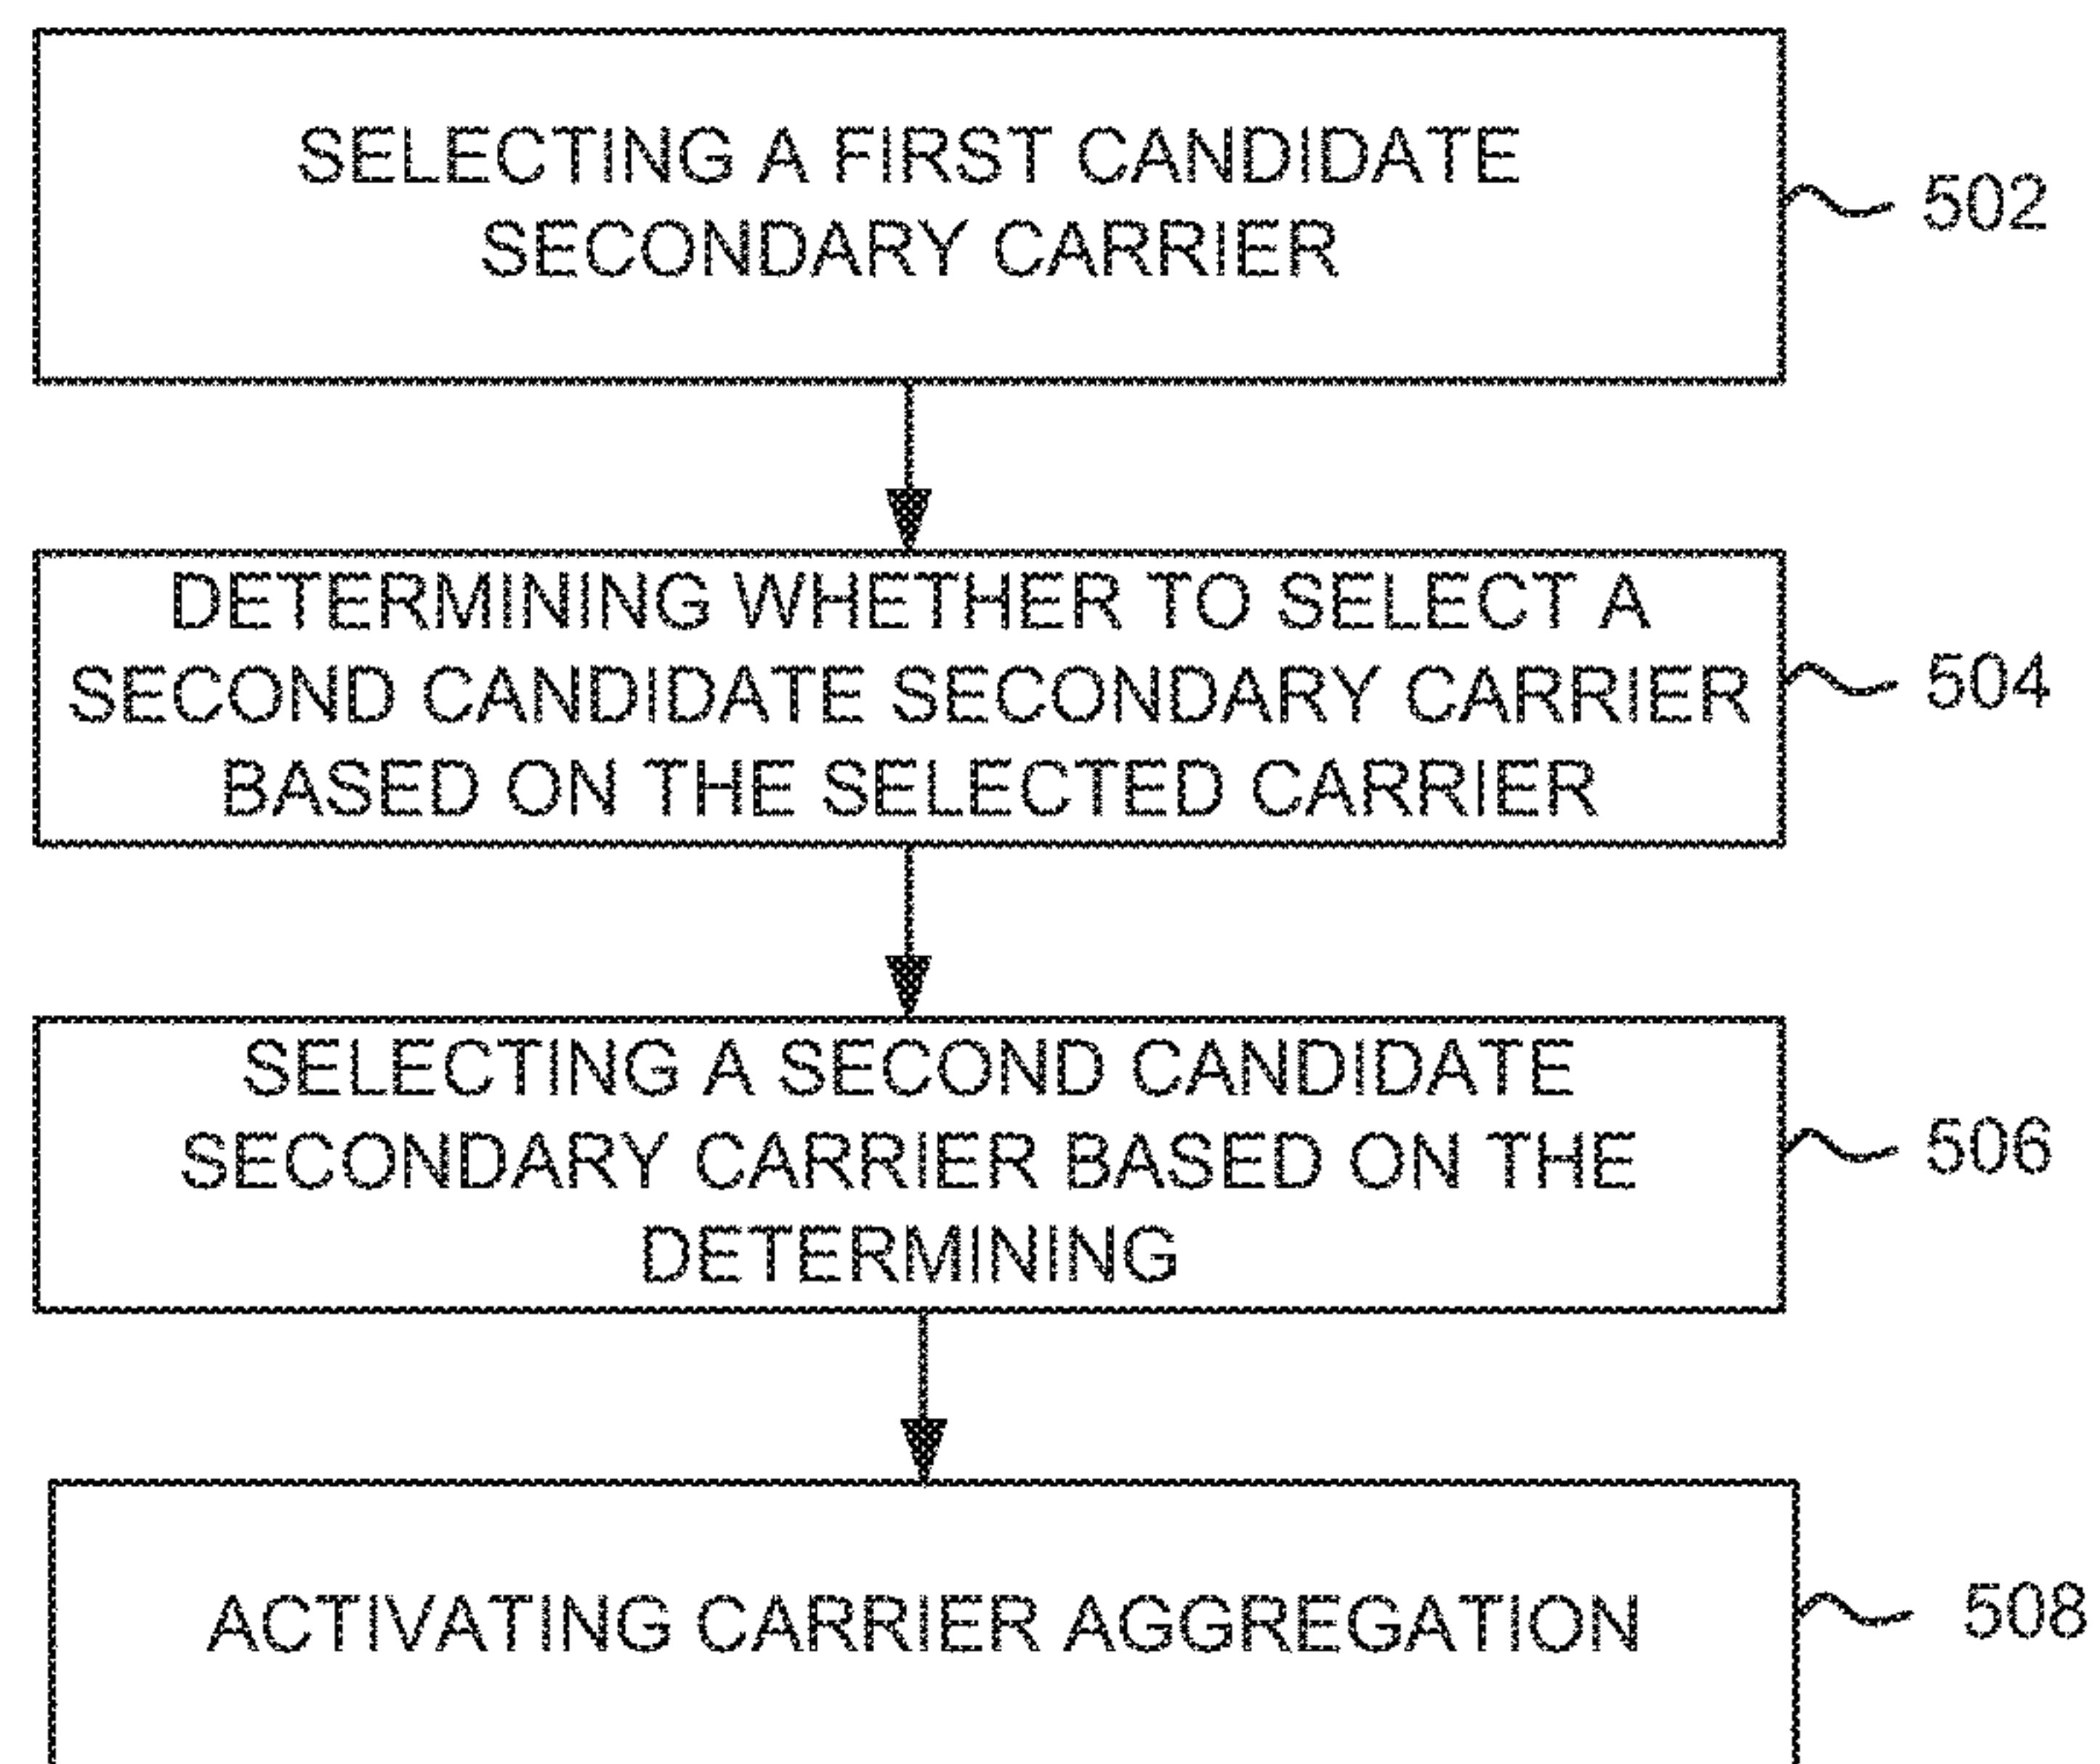 SELECTING A FIRST CANDIDATE
SECONDARY CARRIER
502
DETERMINING WHETHER TO SELECT A
SECOND CANDIDATE SECONDARY CARRIER
BASED ON THE SELECTED CARRIER
504
SELECTING A SECOND CANDIDATE
SECONDARY CARRIER BASED ON THE
DETERMINING
506
ACTIVATING CARRIER AGGREGATION
508